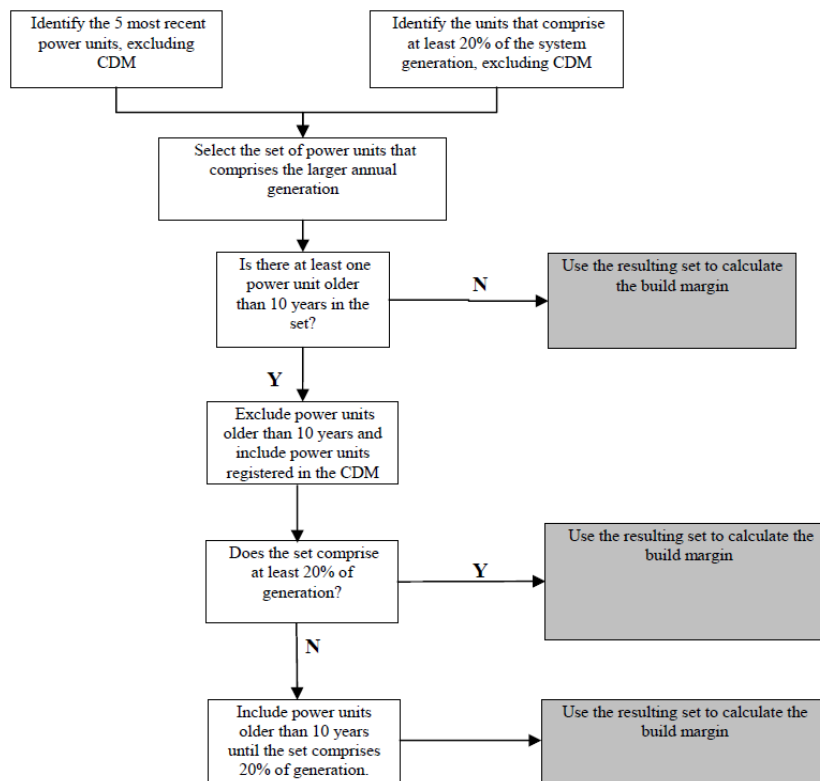 Identify the 5 most recent
power units, excluding
CDM
Identify the units that comprise
at least 20% of the system
generation, excluding CDM
Select the set of power units that
comprises the larger annual
generation
Is there at least one
power unit older
than 10 years in the
set?
N
Use the resulting set to calculate
the build margin
Y
Exclude power units
older than 10 years and
include power units
registered in the CDM
Does the set comprise
at least 20% of
generation?
Y
Use the resulting set to calculate the
build margin
N
Include power units
older than 10 years
until the set comprises
20% of generation.
Use the resulting set to calculate the
build margin